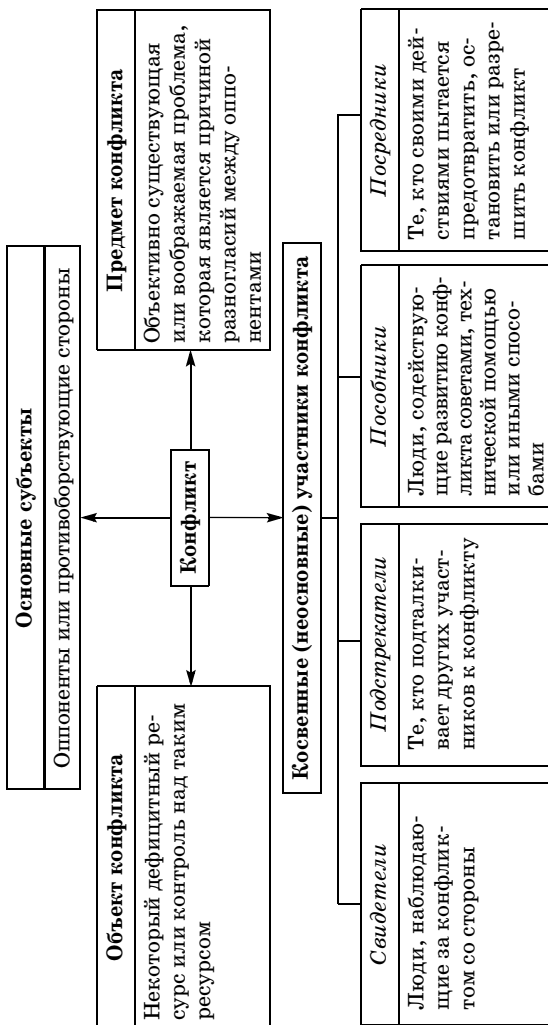 Основные субъекты
Оппоненты или противоборствующие стороны
Объект конфликта
Некоторый дефицитный ре-
сурс или контроль над таким
ресурсом
Конфликт
Предмет конфликта
Объективно существующая
или воображаемая проблема,
которая является причиной
разногласий между оппо-
нентами
Косвенные (неосновные) участники конфликта
Свидетели
Люди, наблюдаю-
щие за конфлик-
том со стороны
Подстрекатели
Те, кто подталки-
вает других участ-
ников к конфликту
Пособники
Люди, содействую-
щие развитию конф-
ликта советами, тех-
нической помощью
или иными спосо-
бами
Посредники
Те, кто своими дей-
ствиями пытается
предотвратить, ос-
тановить или разре-
шить конфликт